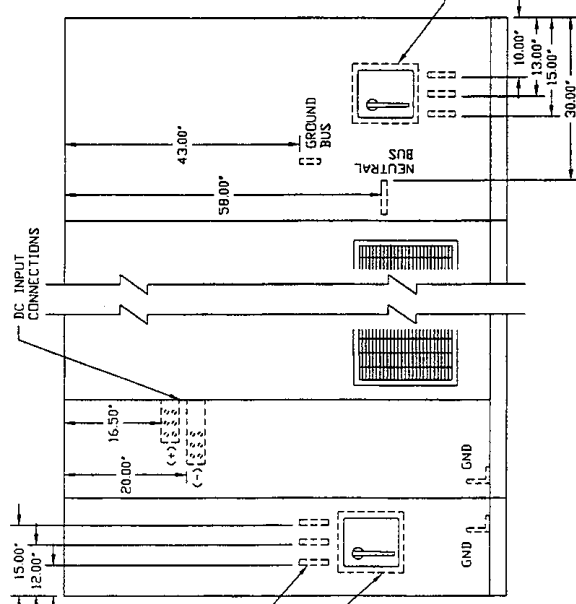 DC INPUT
CONNECTIONS
10.00"
13.00"
15.00"
30.00"
43.00"
GROUND
BUS
58.00"
NEUTRAL
BUS
16.50"
(+)
20.00"
(-)
GND
GND
15.00"
12.00"